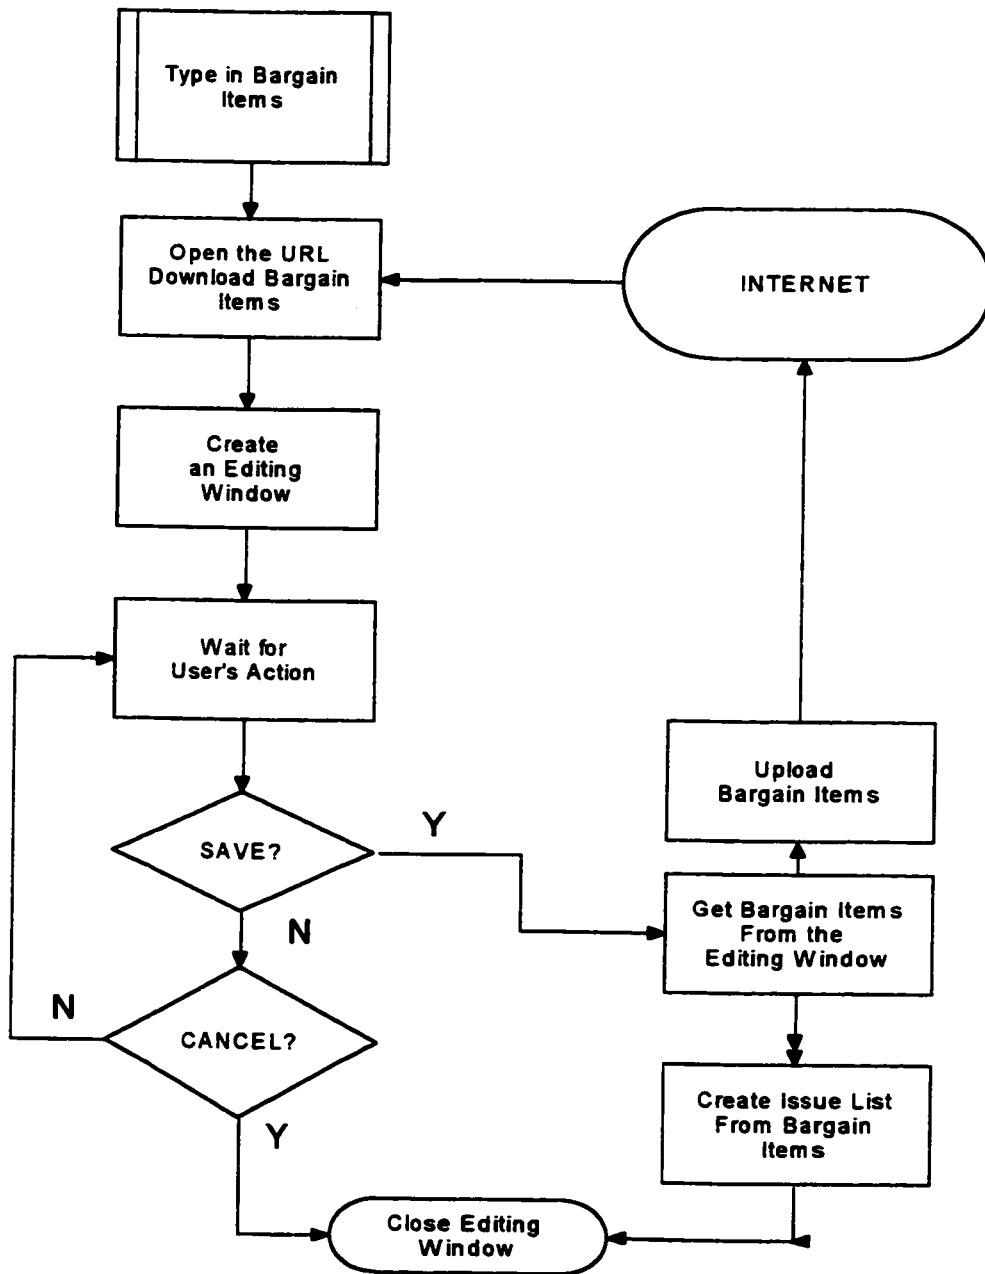 Type in Bargain
Items
Open the URL
Download Bargain
Items
INTERNET
Create
an Editing
Window
Wait for
User's Action
Upload
Bargain Items
SAVE?
Y
N
Get Bargain Items
From the
Editing Window
N
CANCEL?
Y
Create Issue List
From Bargain
Items
Close Editing
Window